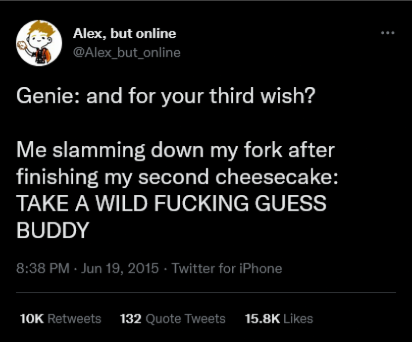 Alex, but online
@Alex_but_online
Genie: and for your third wish?
Me slamming down my fork after
finishing my second cheesecake:
TAKE A WILD FUCKING GUESS
BUDDY
8:38 PM · Jun 19, 2015 · Twitter for iPhone
10K Retweets 132 Quote Tweets 15.8K Likes